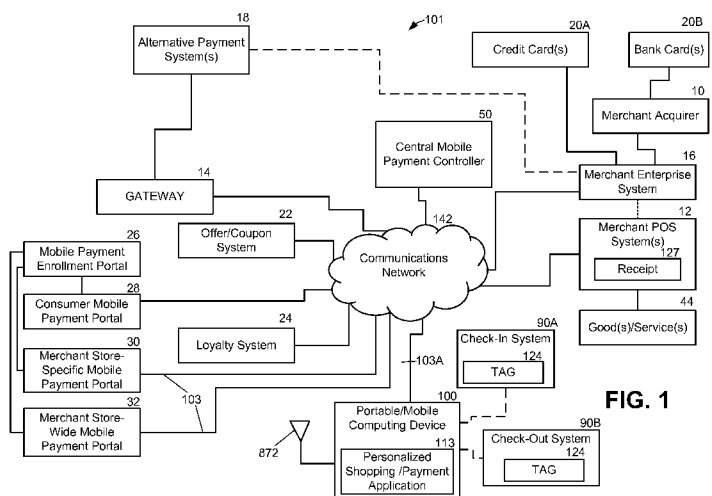 18
Alternative Payment
System(s)
101
20A
Credit Card(s)
20B
Bank Card(s)
10
Merchant Acquirer
50
Central Mobile
Payment Controller
16
Merchant Enterprise
System
14
GATEWAY
142
Communications
Network
22
Offer/Coupon
System
12
Merchant POS
System(s)
127
Receipt
26
Mobile Payment
Enrollment Portal
28
Consumer Mobile
Payment Portal
44
Good(s)/Service(s)
24
Loyalty System
30
Merchant Store-
Specific Mobile
Payment Portal
103
103A
90A
Check-In System
124
TAG
FIG. 1
32
Merchant Store-
Wide Mobile
Payment Portal
872
100
Portable/Mobile
Computing Device
113
Personalized
Shopping /Payment
Application
90B
Check-Out System
124
TAG